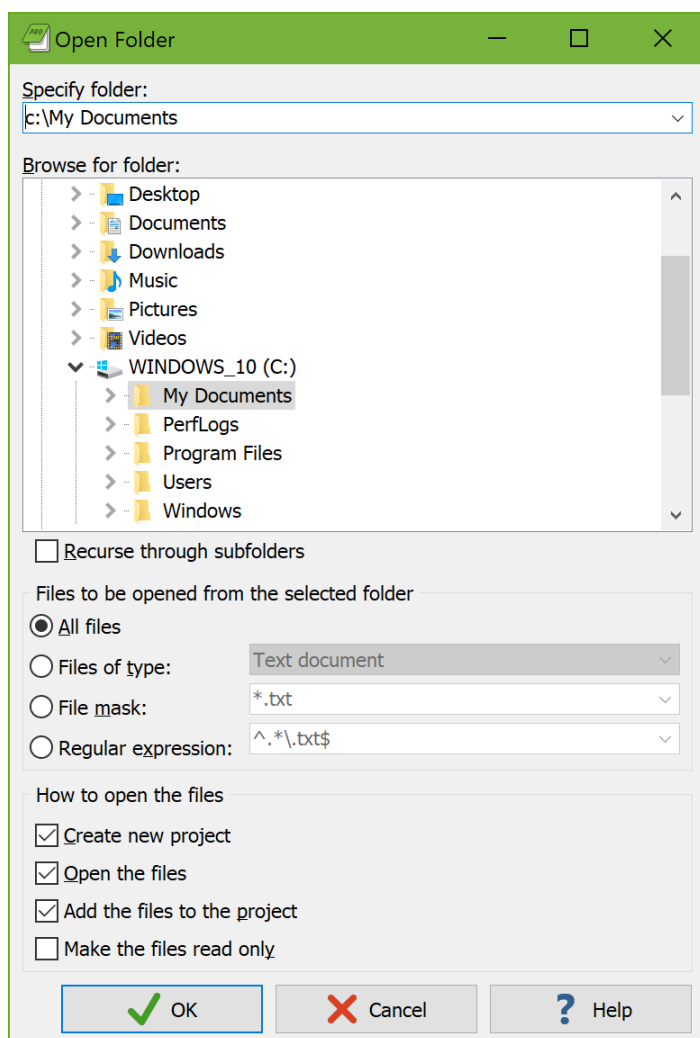 Open Folder
Specify folder:
c:\My Documents
Browse for folder:
Desktop
Documents
Downloads
Music
Pictures
Videos
WINDOWS_10 (C:)
My Documents
PerfLogs
Program Files
Users
Windows
Recurse through subfolders
Files to be opened from the selected folder
All files
Files of type: Text document
File mask: *.txt
Regular expression: ^.*\.txt$
How to open the files
Create new project
Open the files
Add the files to the project
Make the files read only
OK Cancel ? Help